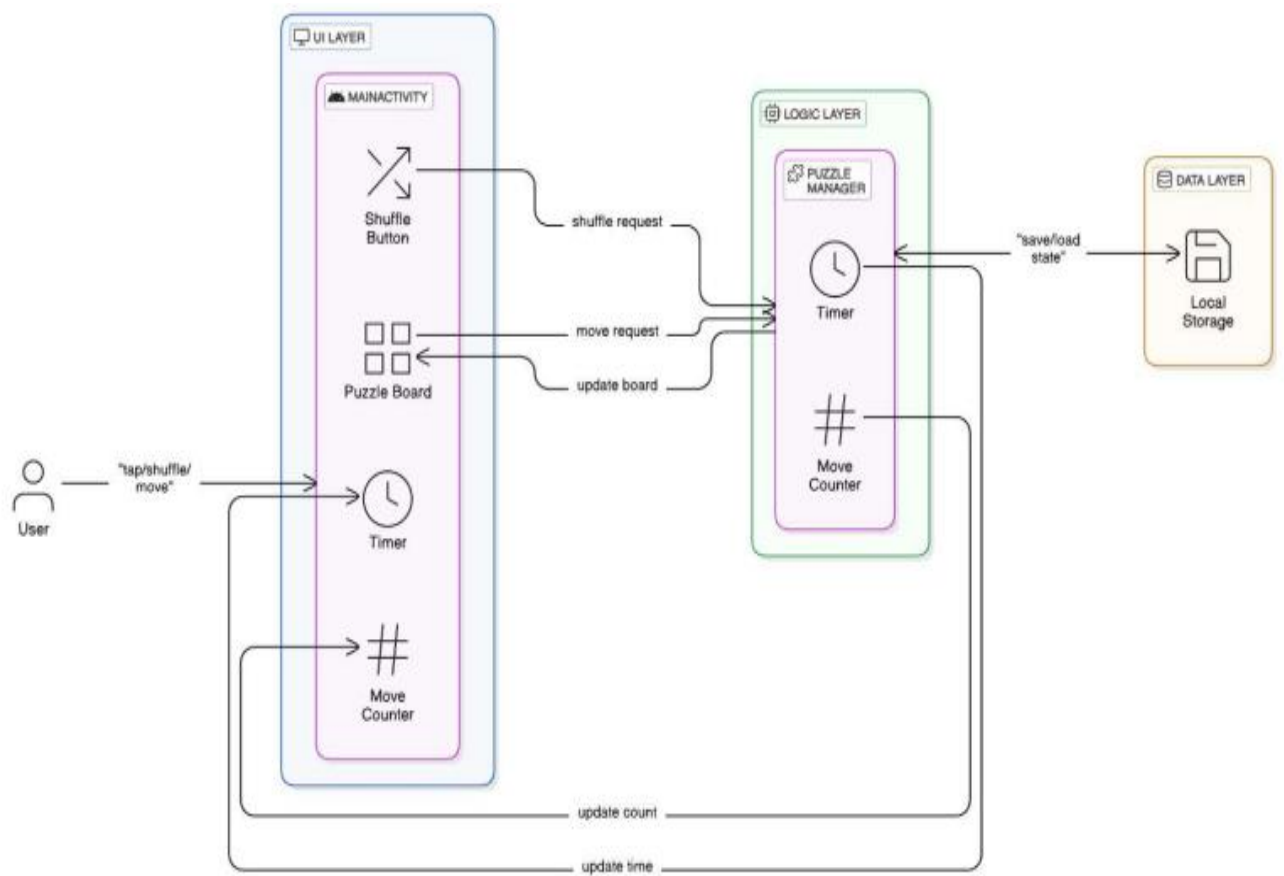 UI LAYER
MAINACTIVITY
Shuffle
Button
Puzzle Board
Timer
Move
Counter
User
"tap/shuffle/
move"
shuffle request
move request
update board
LOGIC LAYER
PUZZLE
MANAGER
Timer
Move
Counter
"save/load
state"
DATA LAYER
Local
Storage
update count
update time